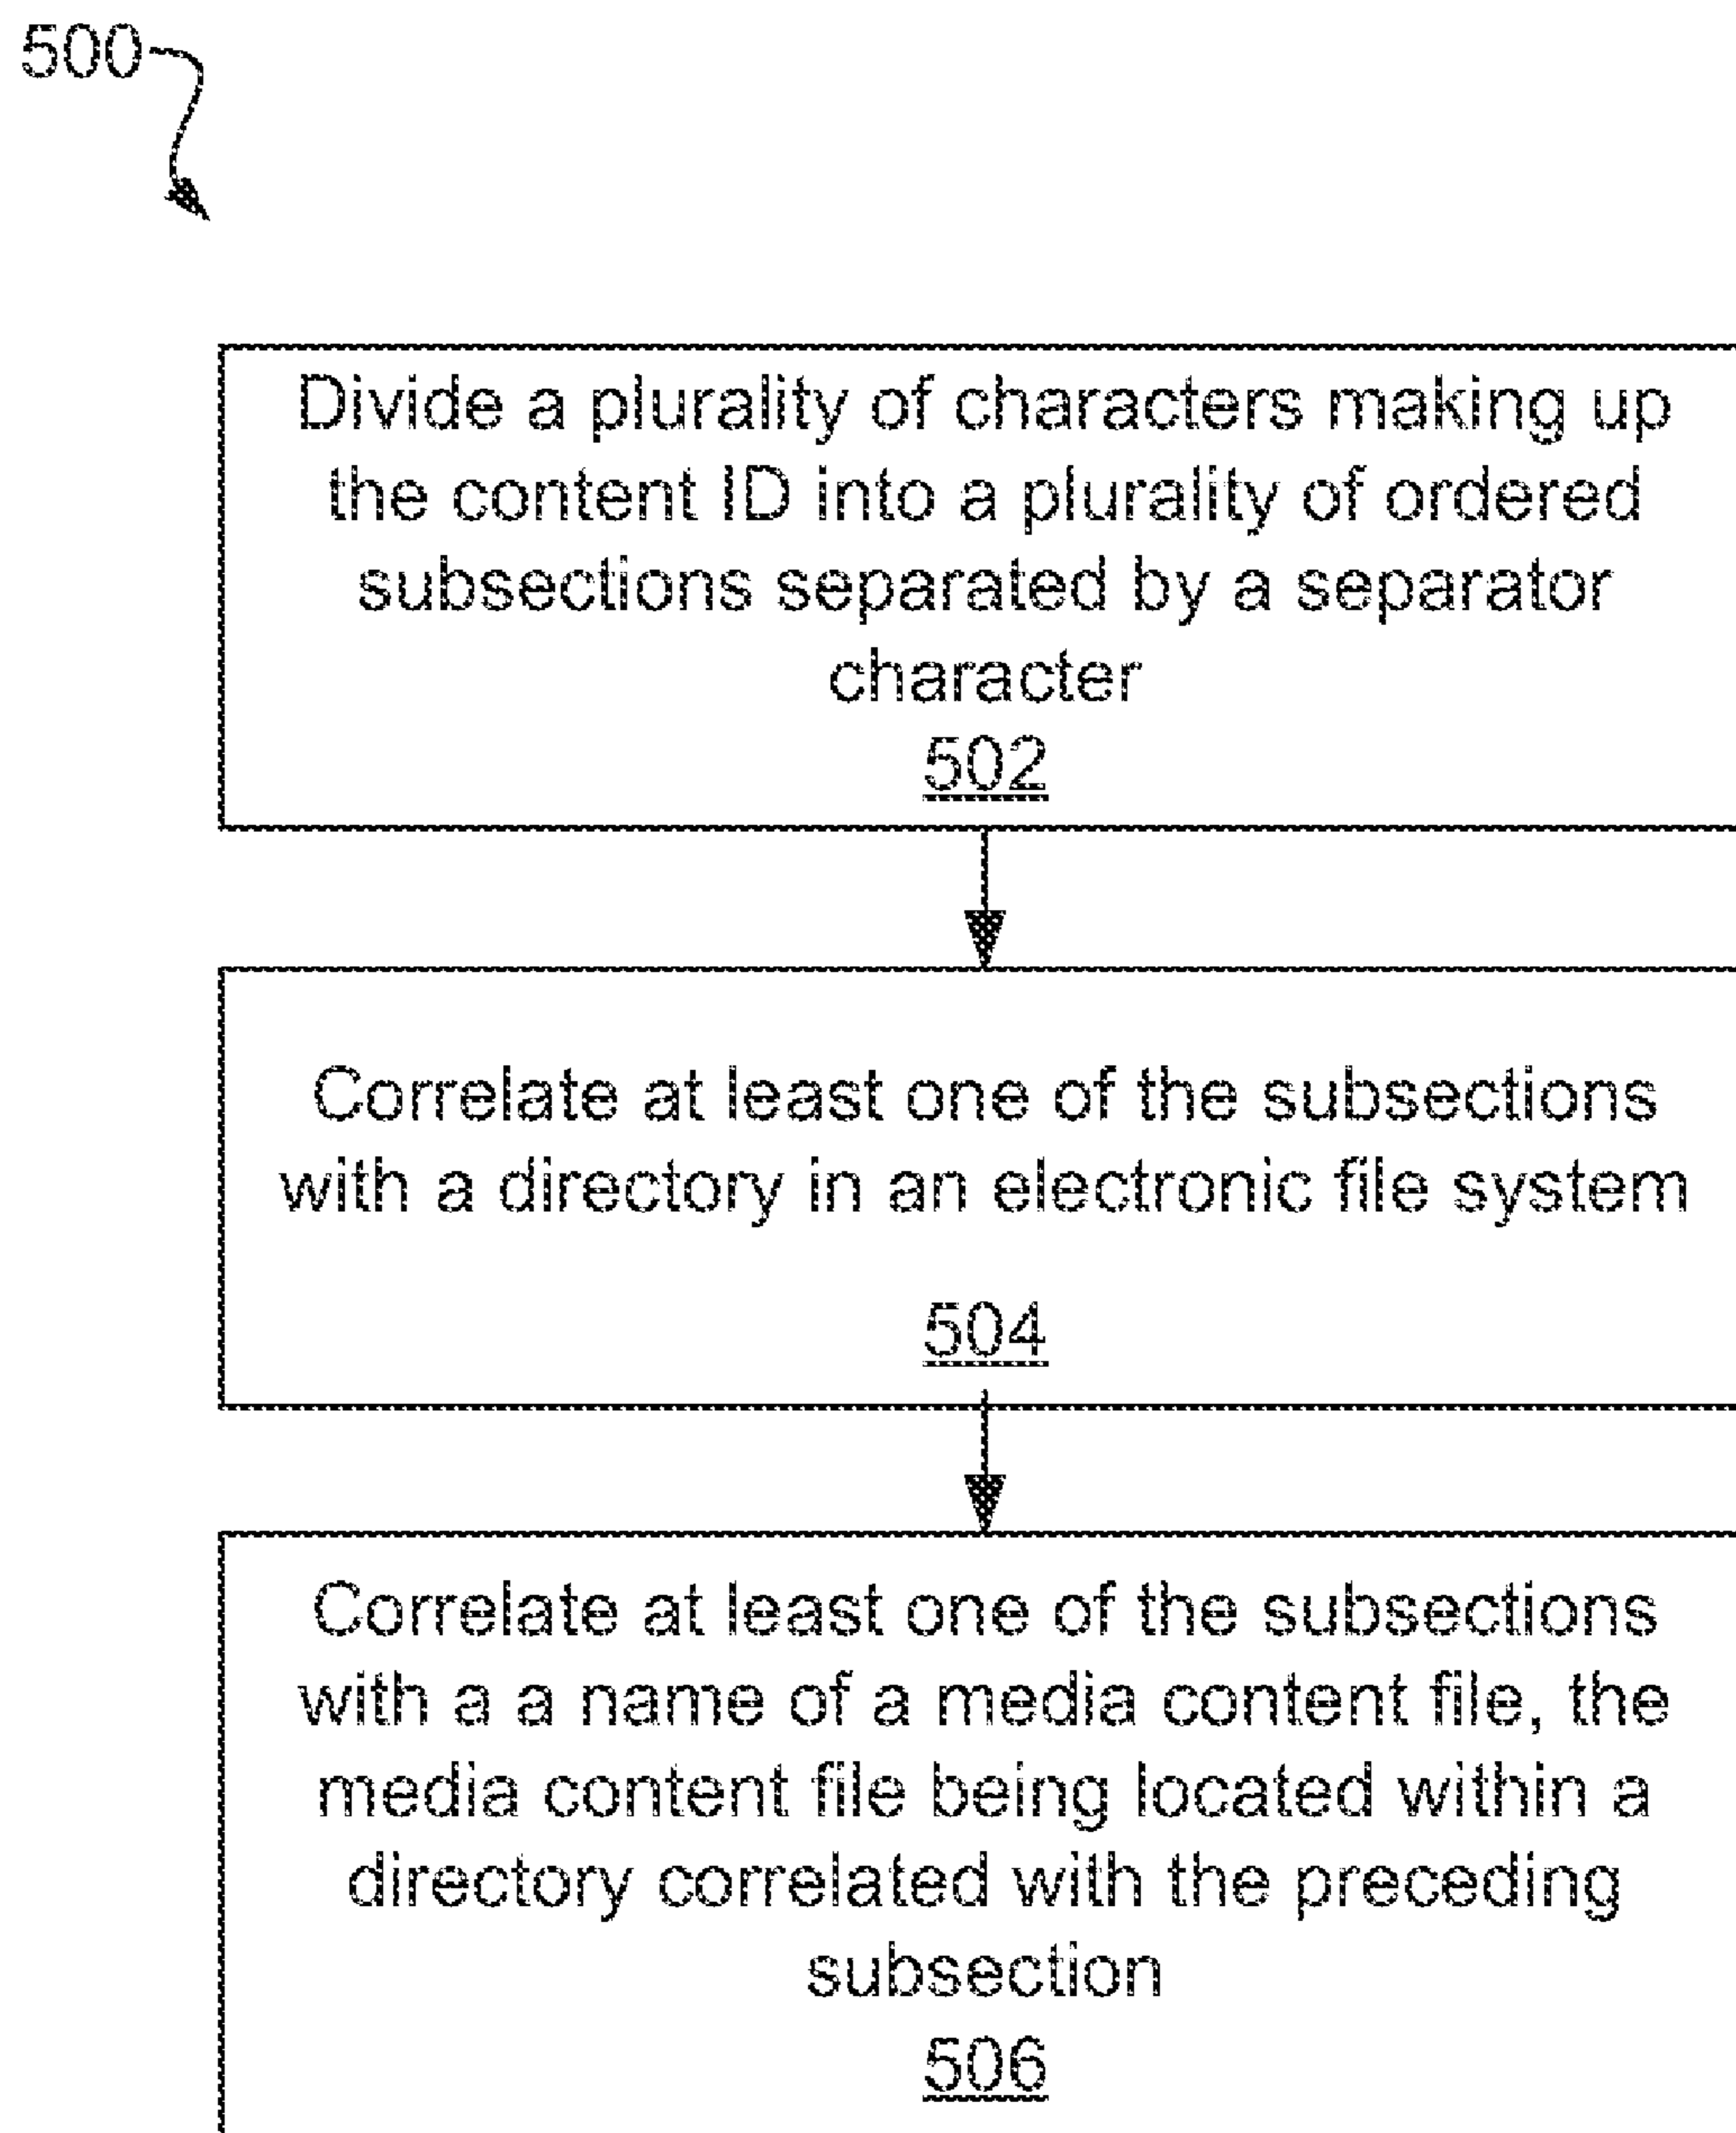 500
Divide a plurality of characters making up
the content ID into a plurality of ordered
subsections separated by a separator
character
502
Correlate at least one of the subsections
with a directory in an electronic file system
504
Correlate at least one of the subsections
with a a name of a media content file, the
media content file being located within a
directory correlated with the preceding
subsection
506